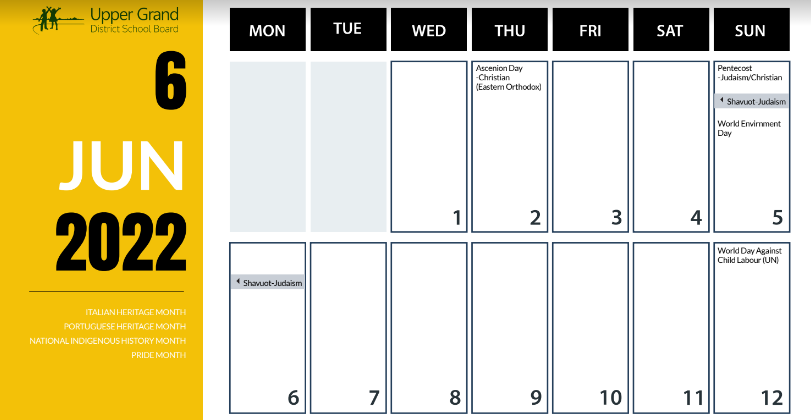 Upper Grand
District School Board
6
JUN
2022
ITALIAN HERITAGE MONTH
PORTUGUESE HERITAGE MONTH
NATIONAL INDIGENOUS HISTORY MONTH
PRIDE MONTH
MON TUE WED THU FRI SAT SUN
Ascenion Day
-Christian
(Eastern Orthodox)
Pentecost
-Judaism/Christian
Shavuot-Judaism
World Envirnment
Day
1 2 3 4 5
Shavuot-Judaism
World Day Against
Child Labour (UN)
6 7 8 9 10 11 12